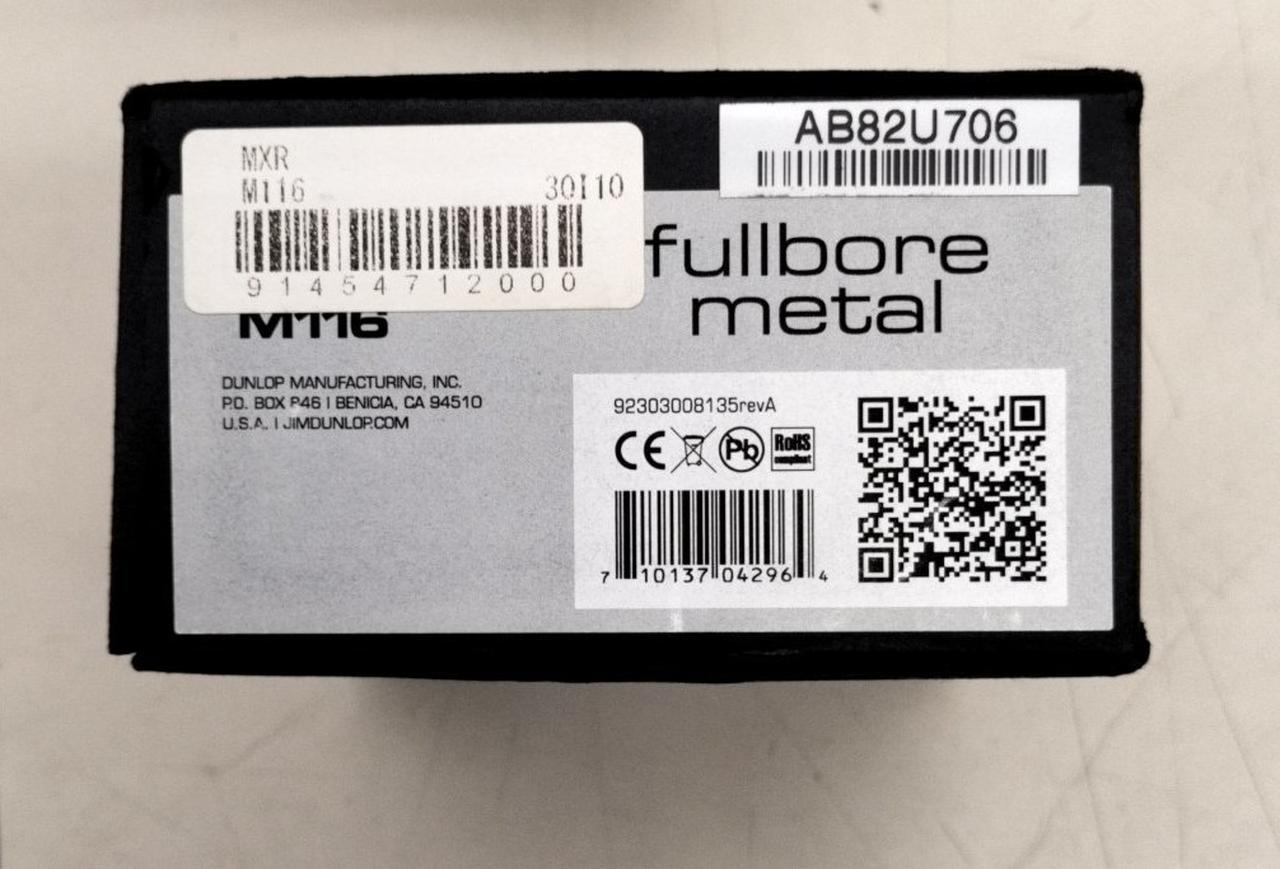 MXR
M116 30I10
91454712000
AB82U706
fullbore
metal
M116
DUNLOP MANUFACTURING, INC.
P.O. BOX 846 | BENICIA, CA 94510
U.S.A. | JIMDUNLOP.COM
92303008135revA
CE Pb RoHS
compliant
7 10137 04296 4